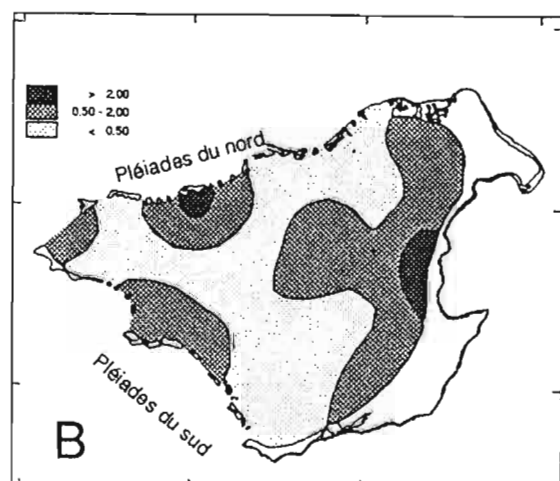 > 2.00
0.50 - 2.00
< 0.50
Pléiades du nord
Pléiades du sud
B